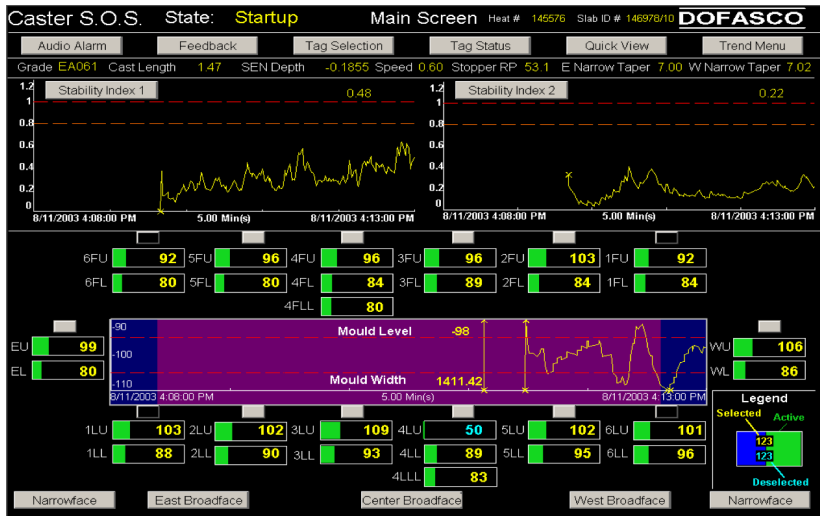 Caster S.O.S. State: Startup Main Screen Heat # 145576 Slab ID # 146978/10 DOFASCO
Audio Alarm Feedback Tag Selection Tag Status Quick View Trend Menu
Grade EA061 Cast Length 1.47 SEN Depth -0.1855 Speed 0.60 Stopper RP 53.1 E Narrow Taper 7.00 W Narrow Taper 7.02
1.2 Stability Index 1 0.48 1.2 Stability Index 2 0.22
1 1
0.8 0.8
0.6 0.6
0.4 0.4
0.2 0.2
0 0
8/11/2003 4:08:00 PM 5.00 Min(s) 8/11/2003 4:13:00 PM 8/11/2003 4:08:00 PM 5.00 Min(s) 8/11/2003 4:13:00 PM
6FU 92 5FU 96 4FU 96 3FU 96 2FU 103 1FU 92
6FL 80 5FL 80 4FL 84 3FL 89 2FL 84 1FL 84
4FLL 80
-90 Mould Level -98
EU 99 -100 WU 106
EL 80 -110 Mould Width 1411.42 WL 86
8/11/2003 4:08:00 PM 5.00 Min(s) 8/11/2003 4:13:00 PM
Legend
Selected Active
123
123
Deselected
1LU 103 2LU 102 3LU 109 4LU 50 5LU 102 6LU 101
1LL 88 2LL 90 3LL 93 4LL 89 5LL 95 6LL 96
4LLL 83
Narrowface East Broadface Center Broadface West Broadface Narrowface